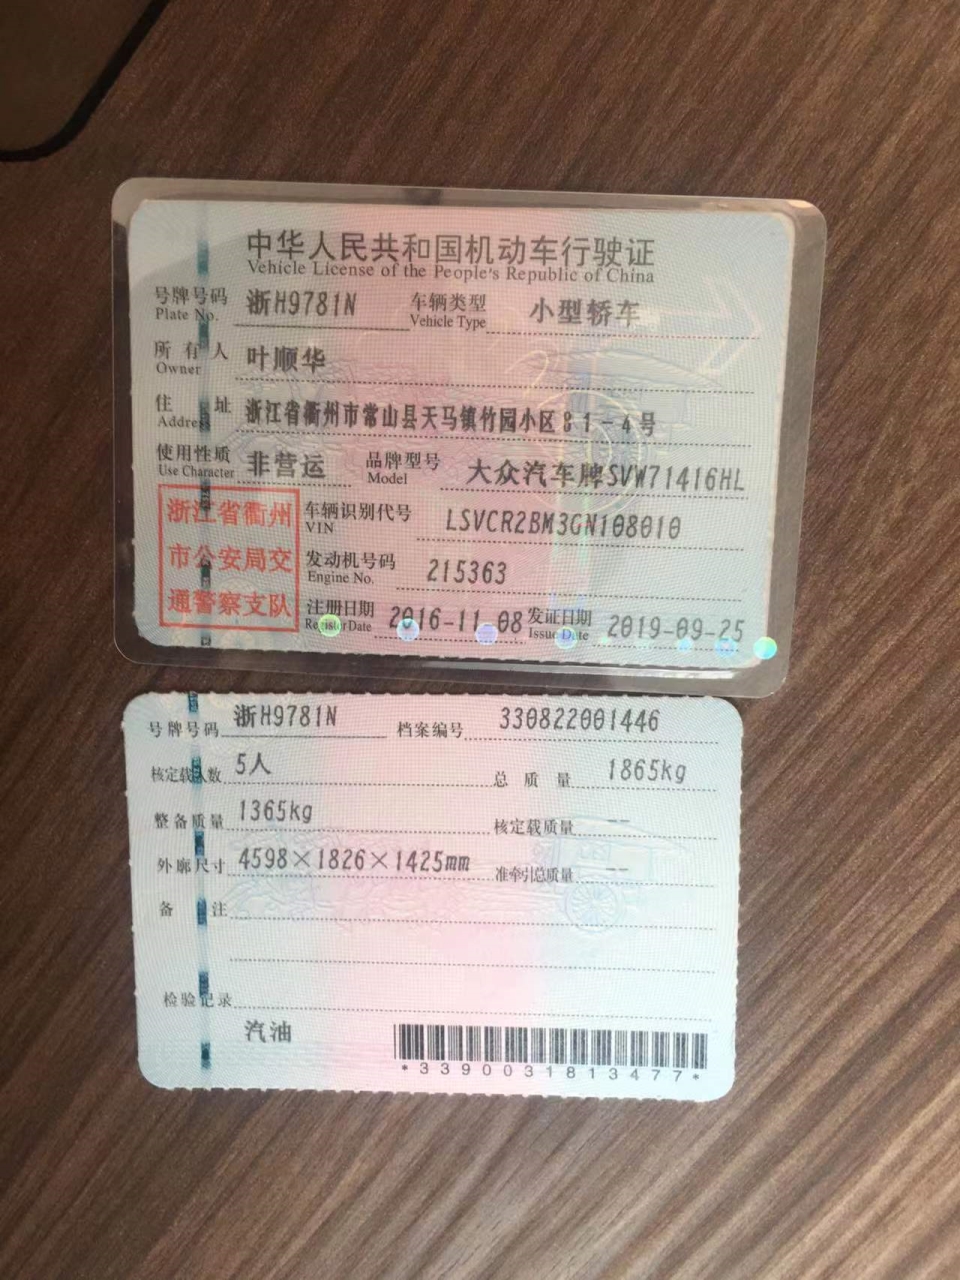 中华人民共和国机动车行驶证
Vehicle License of the People's Republic of China
号牌号码 浙H9781N 车辆类型 小型轿车
Plate No. Vehicle Type
所有人 叶顺华
Owner
住址 浙江省衢州市常山县天马镇竹园小区81-4号
Address
使用性质 非营运 品牌型号 大众汽车牌SVW71416HL
Use Character Model
浙江省衢州
市公安局交
通警察支队
车辆识别代号 LSVCR2BM3GN108010
VIN
发动机号码 215363
Engine No.
注册日期 2016-11-08 发证日期 2019-09-25
Register Date Issue Date
号牌号码 浙H9781N 档案编号 330822001446
核定载人数 5人 总质量 1865kg
整备质量 1365kg 核定载质量 --
外廓尺寸 4598×1826×1425mm 准牵引总质量 --
备注
检验记录
汽油
*3390031813477*